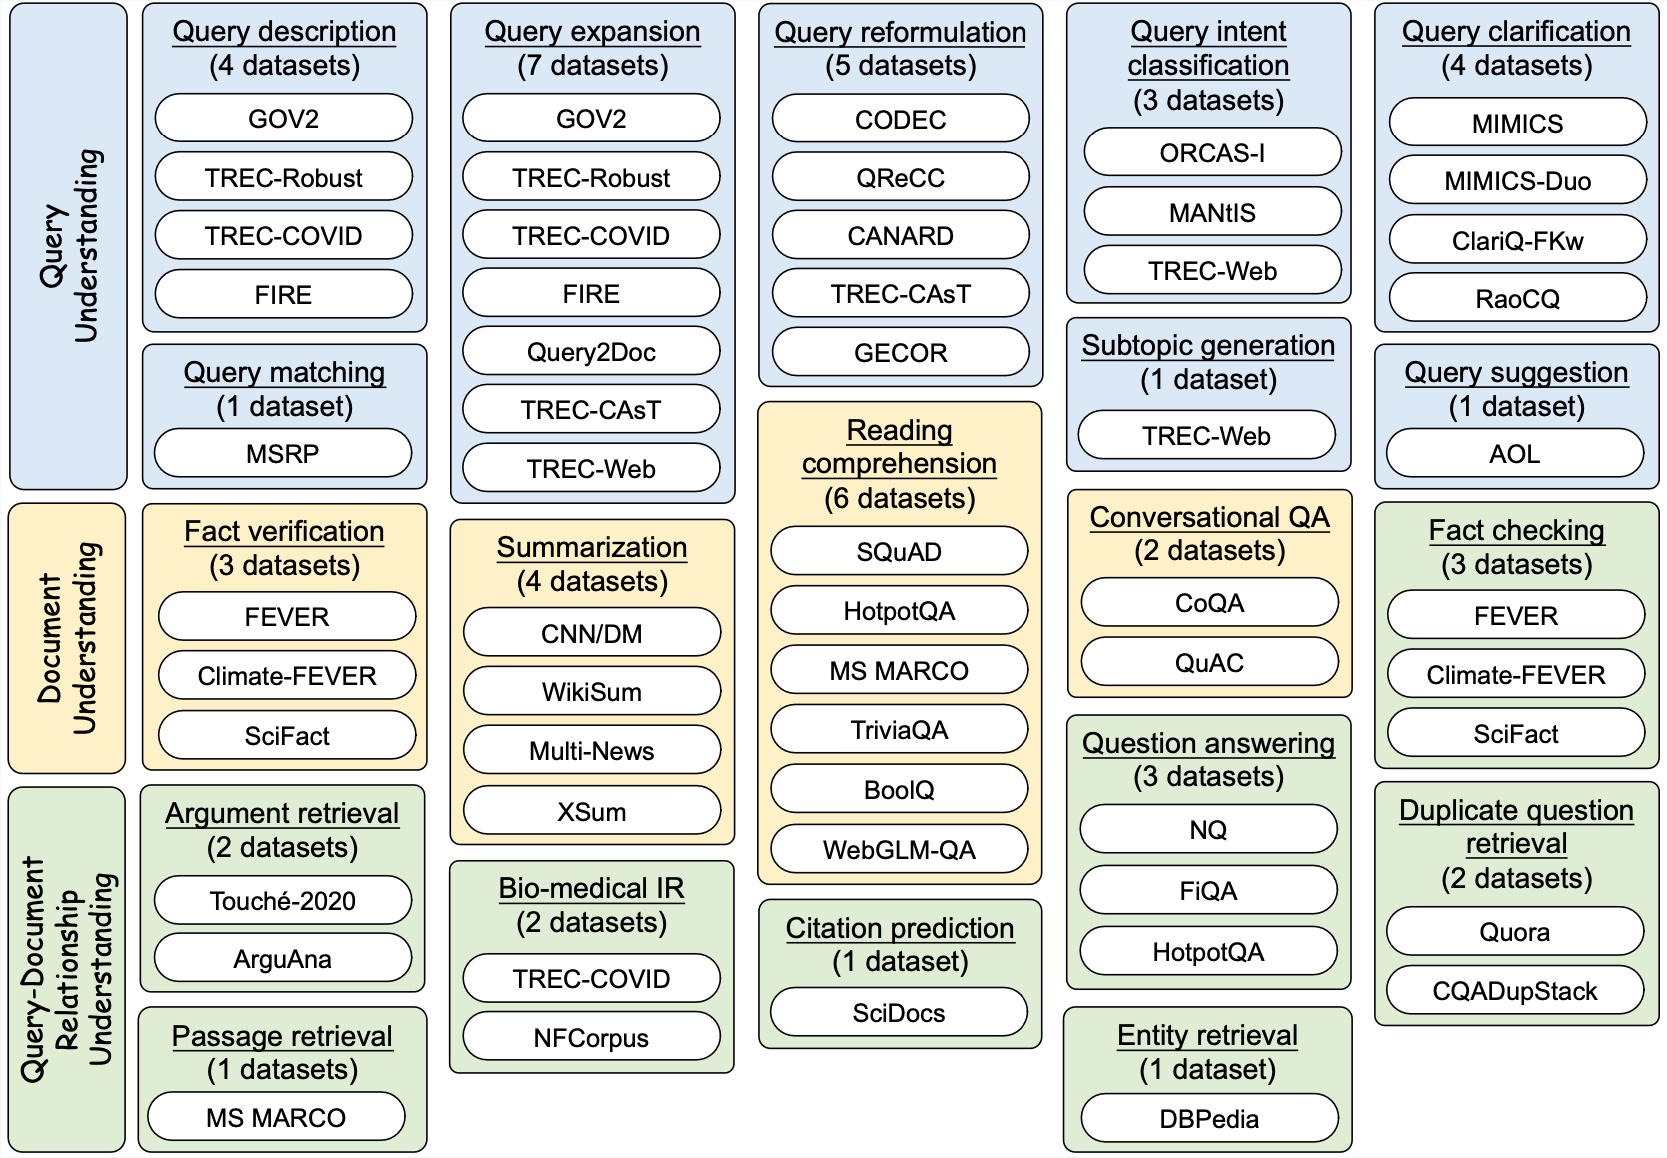 Query
Understanding
Query description
(4 datasets)
GOV2
TREC-Robust
TREC-COVID
FIRE
Query matching
(1 dataset)
MSRP
Query expansion
(7 datasets)
GOV2
TREC-Robust
TREC-COVID
FIRE
Query2Doc
TREC-CAsT
TREC-Web
Query reformulation
(5 datasets)
CODEC
QReCC
CANARD
TREC-CAsT
GECOR
Query intent
classification
(3 datasets)
ORCAS-I
MANtIS
TREC-Web
Subtopic generation
(1 dataset)
TREC-Web
Query clarification
(4 datasets)
MIMICS
MIMICS-Duo
ClariQ-FKw
RaoCQ
Query suggestion
(1 dataset)
AOL
Document
Understanding
Fact verification
(3 datasets)
FEVER
Climate-FEVER
SciFact
Summarization
(4 datasets)
CNN/DM
WikiSum
Multi-News
XSum
Reading
comprehension
(6 datasets)
SQuAD
HotpotQA
MS MARCO
TriviaQA
BoolQ
WebGLM-QA
Conversational QA
(2 datasets)
CoQA
QuAC
Query-Document
Relationship
Understanding
Argument retrieval
(2 datasets)
Touché-2020
ArguAna
Passage retrieval
(1 datasets)
MS MARCO
Bio-medical IR
(2 datasets)
TREC-COVID
NFCorpus
Citation prediction
(1 dataset)
SciDocs
Question answering
(3 datasets)
NQ
FiQA
HotpotQA
Entity retrieval
(1 dataset)
DBPedia
Fact checking
(3 datasets)
FEVER
Climate-FEVER
SciFact
Duplicate question
retrieval
(2 datasets)
Quora
CQADupStack